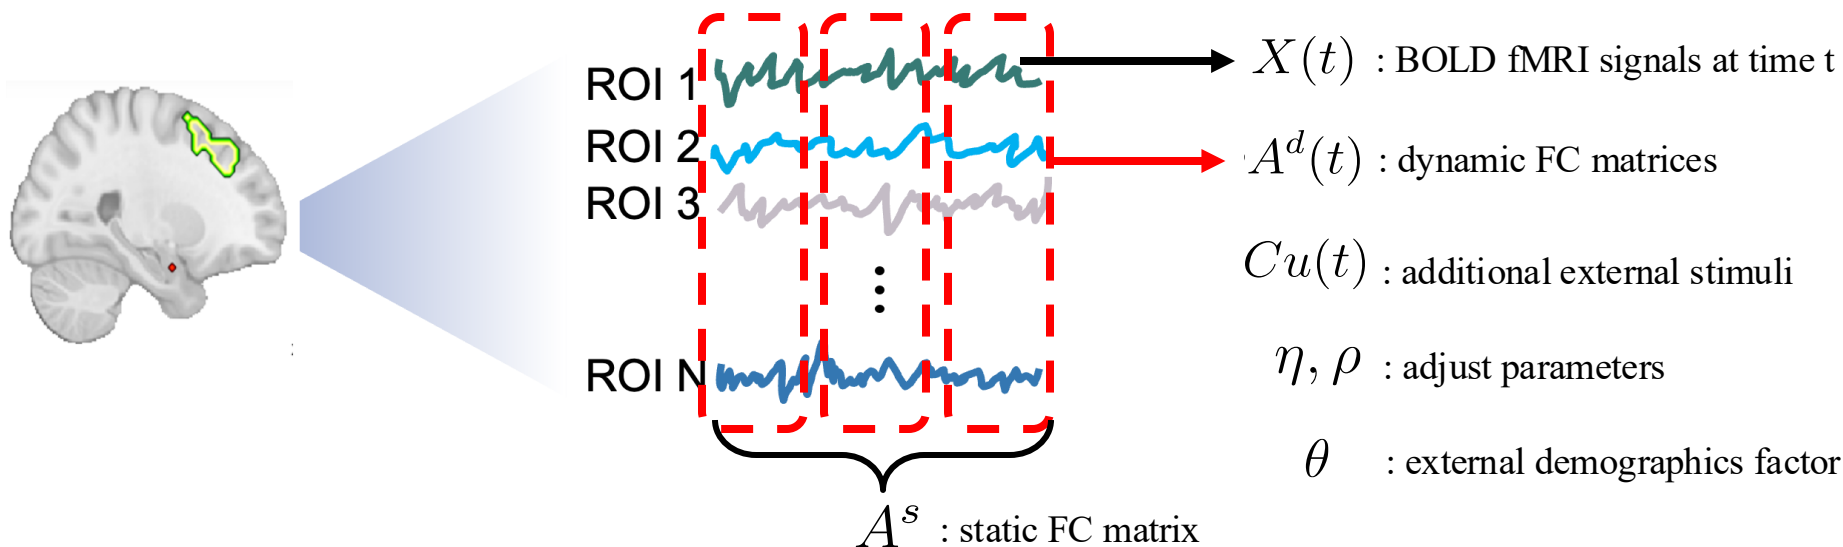 ROI 1
ROI 2
ROI 3
ROI N
X(t) : BOLD fMRI signals at time t
A^d(t) : dynamic FC matrices
Cu(t) : additional external stimuli
η, ρ : adjust parameters
θ : external demographics factor
A^s : static FC matrix